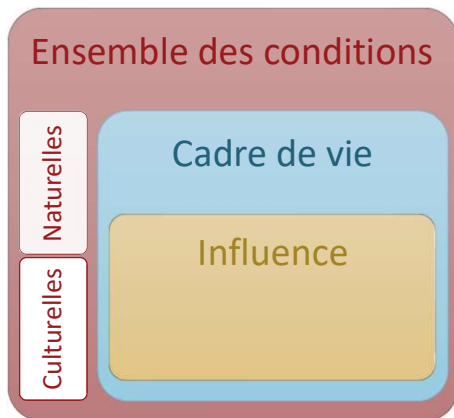 Ensemble des conditions
Naturelles
Culturelles
Cadre de vie
Influence